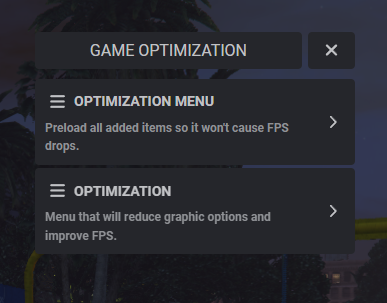 GAME OPTIMIZATION
OPTIMIZATION MENU
Preload all added items so it won't cause FPS
drops.
OPTIMIZATION
Menu that will reduce graphic options and
improve FPS.